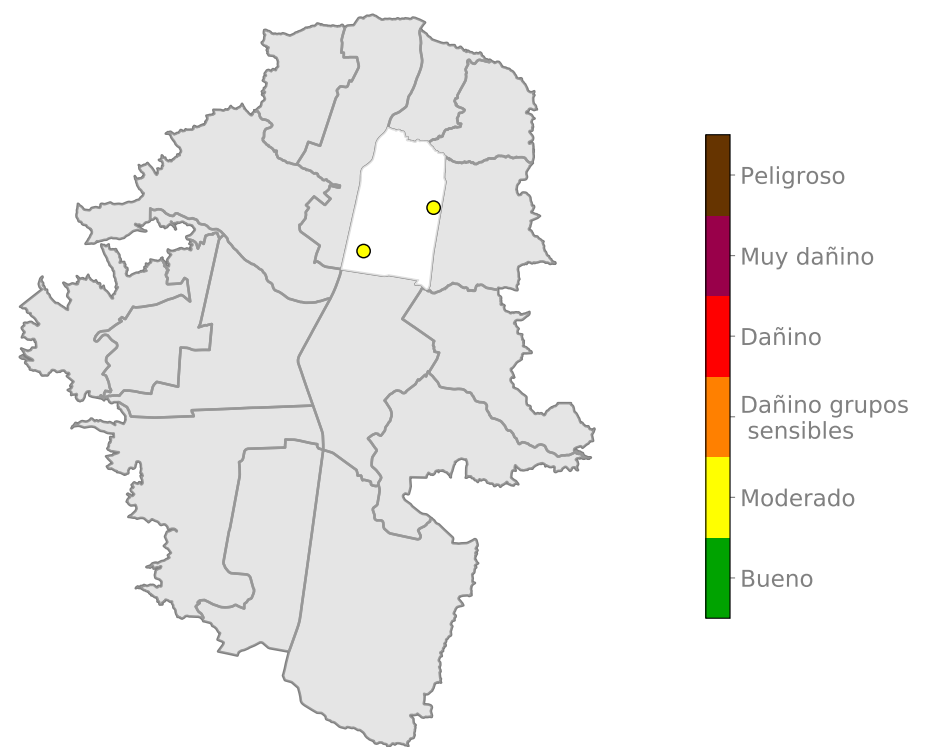 Peligroso
Muy dañino
Dañino
Dañino grupos
sensibles
Moderado
Bueno